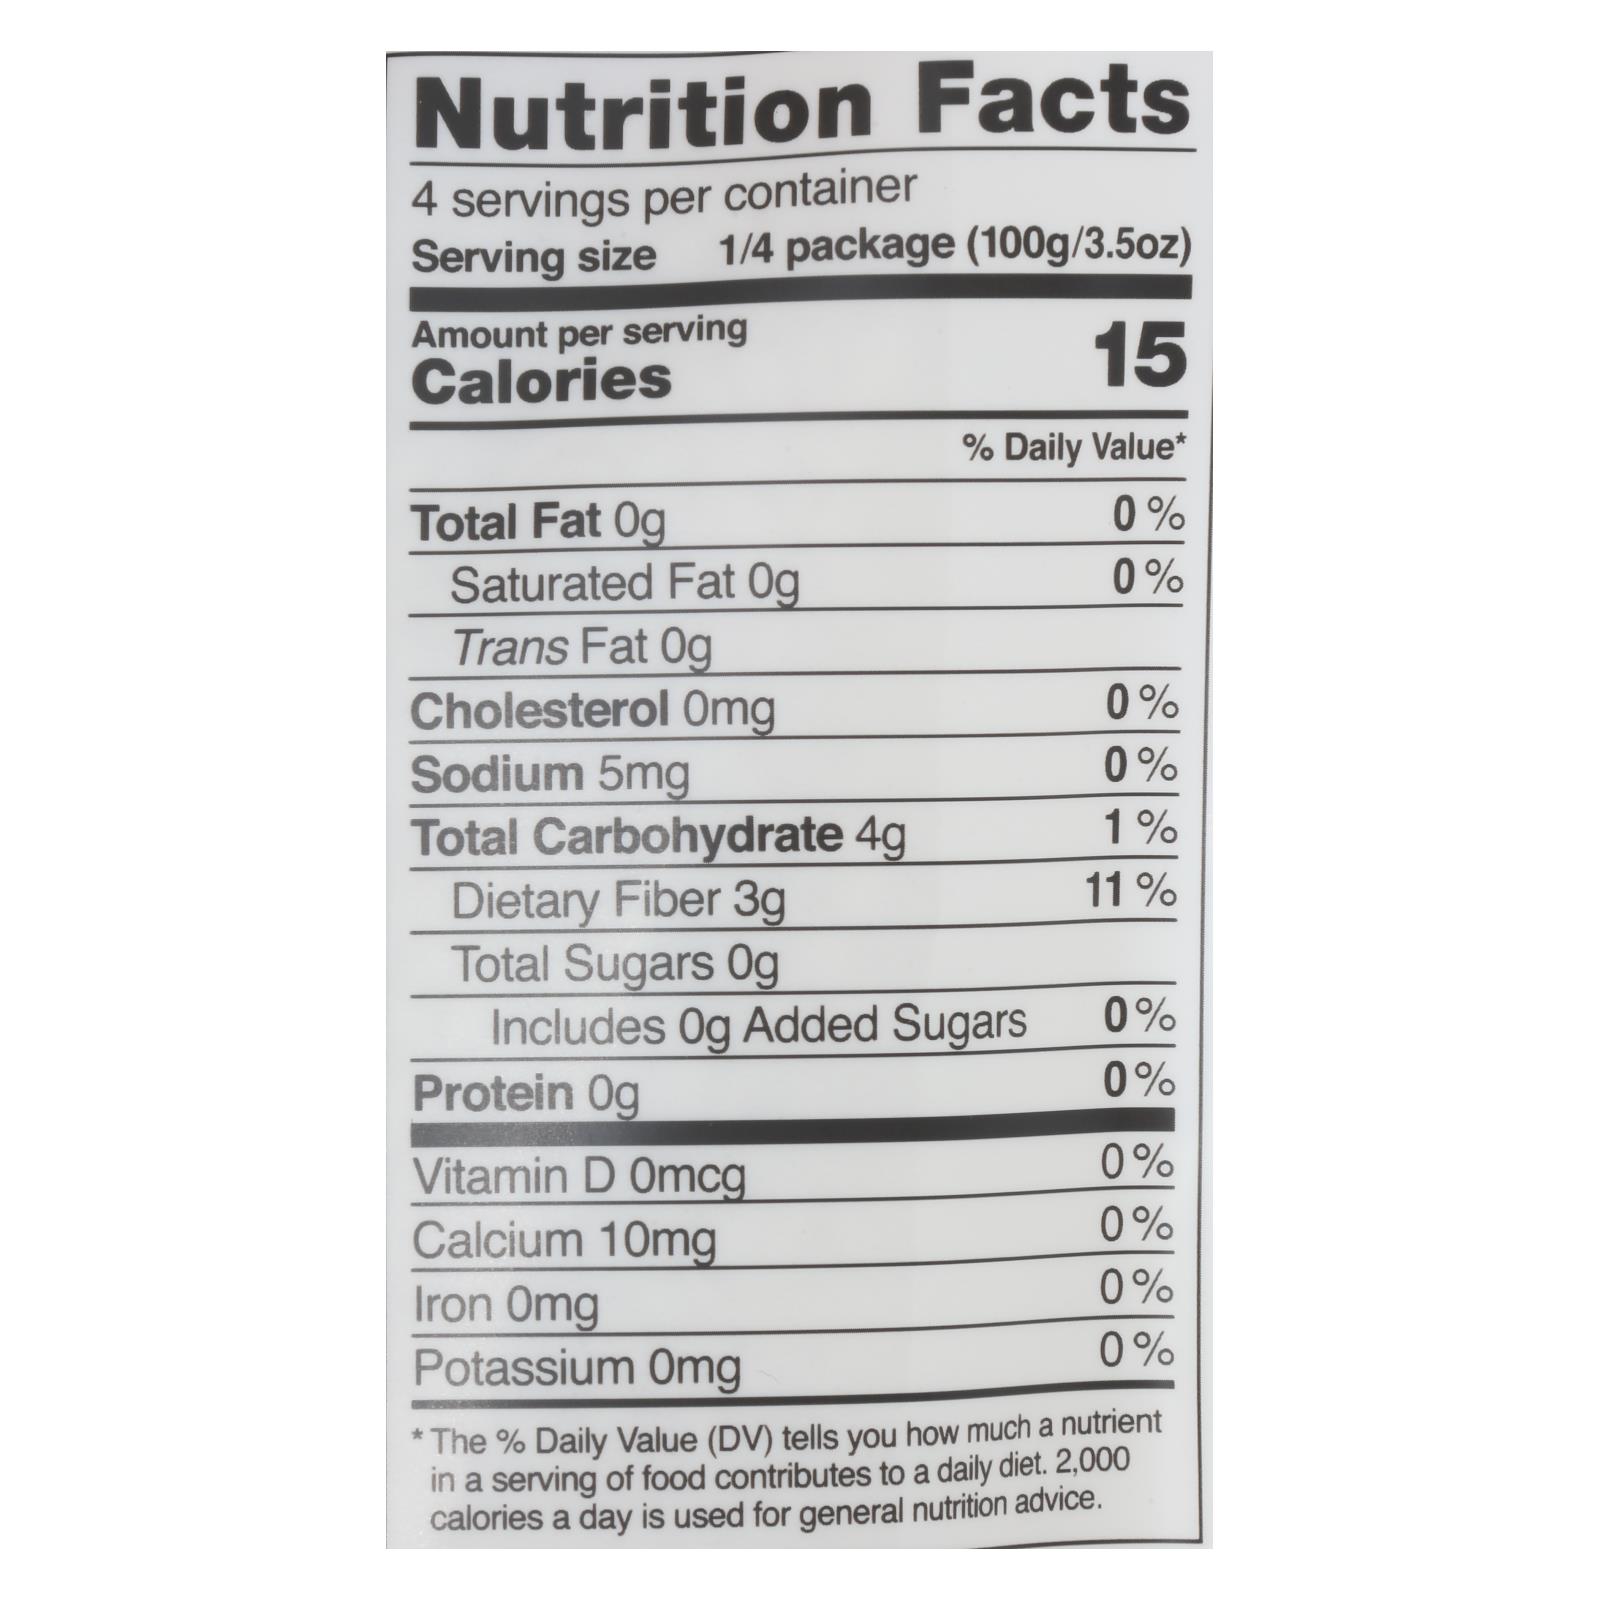 Nutrition Facts
4 servings per container
Serving size 1/4 package (100g/3.5oz)
Amount per serving
Calories 15
% Daily Value*
Total Fat 0g 0 %
Saturated Fat 0g 0 %
Trans Fat 0g
Cholesterol 0mg 0 %
Sodium 5mg 0 %
Total Carbohydrate 4g 1 %
Dietary Fiber 3g 11 %
Total Sugars 0g
Includes 0g Added Sugars 0 %
Protein 0g 0 %
Vitamin D 0mcg 0 %
Calcium 10mg 0 %
Iron 0mg 0 %
Potassium 0mg 0 %
* The % Daily Value (DV) tells you how much a nutrient
in a serving of food contributes to a daily diet. 2,000
calories a day is used for general nutrition advice.